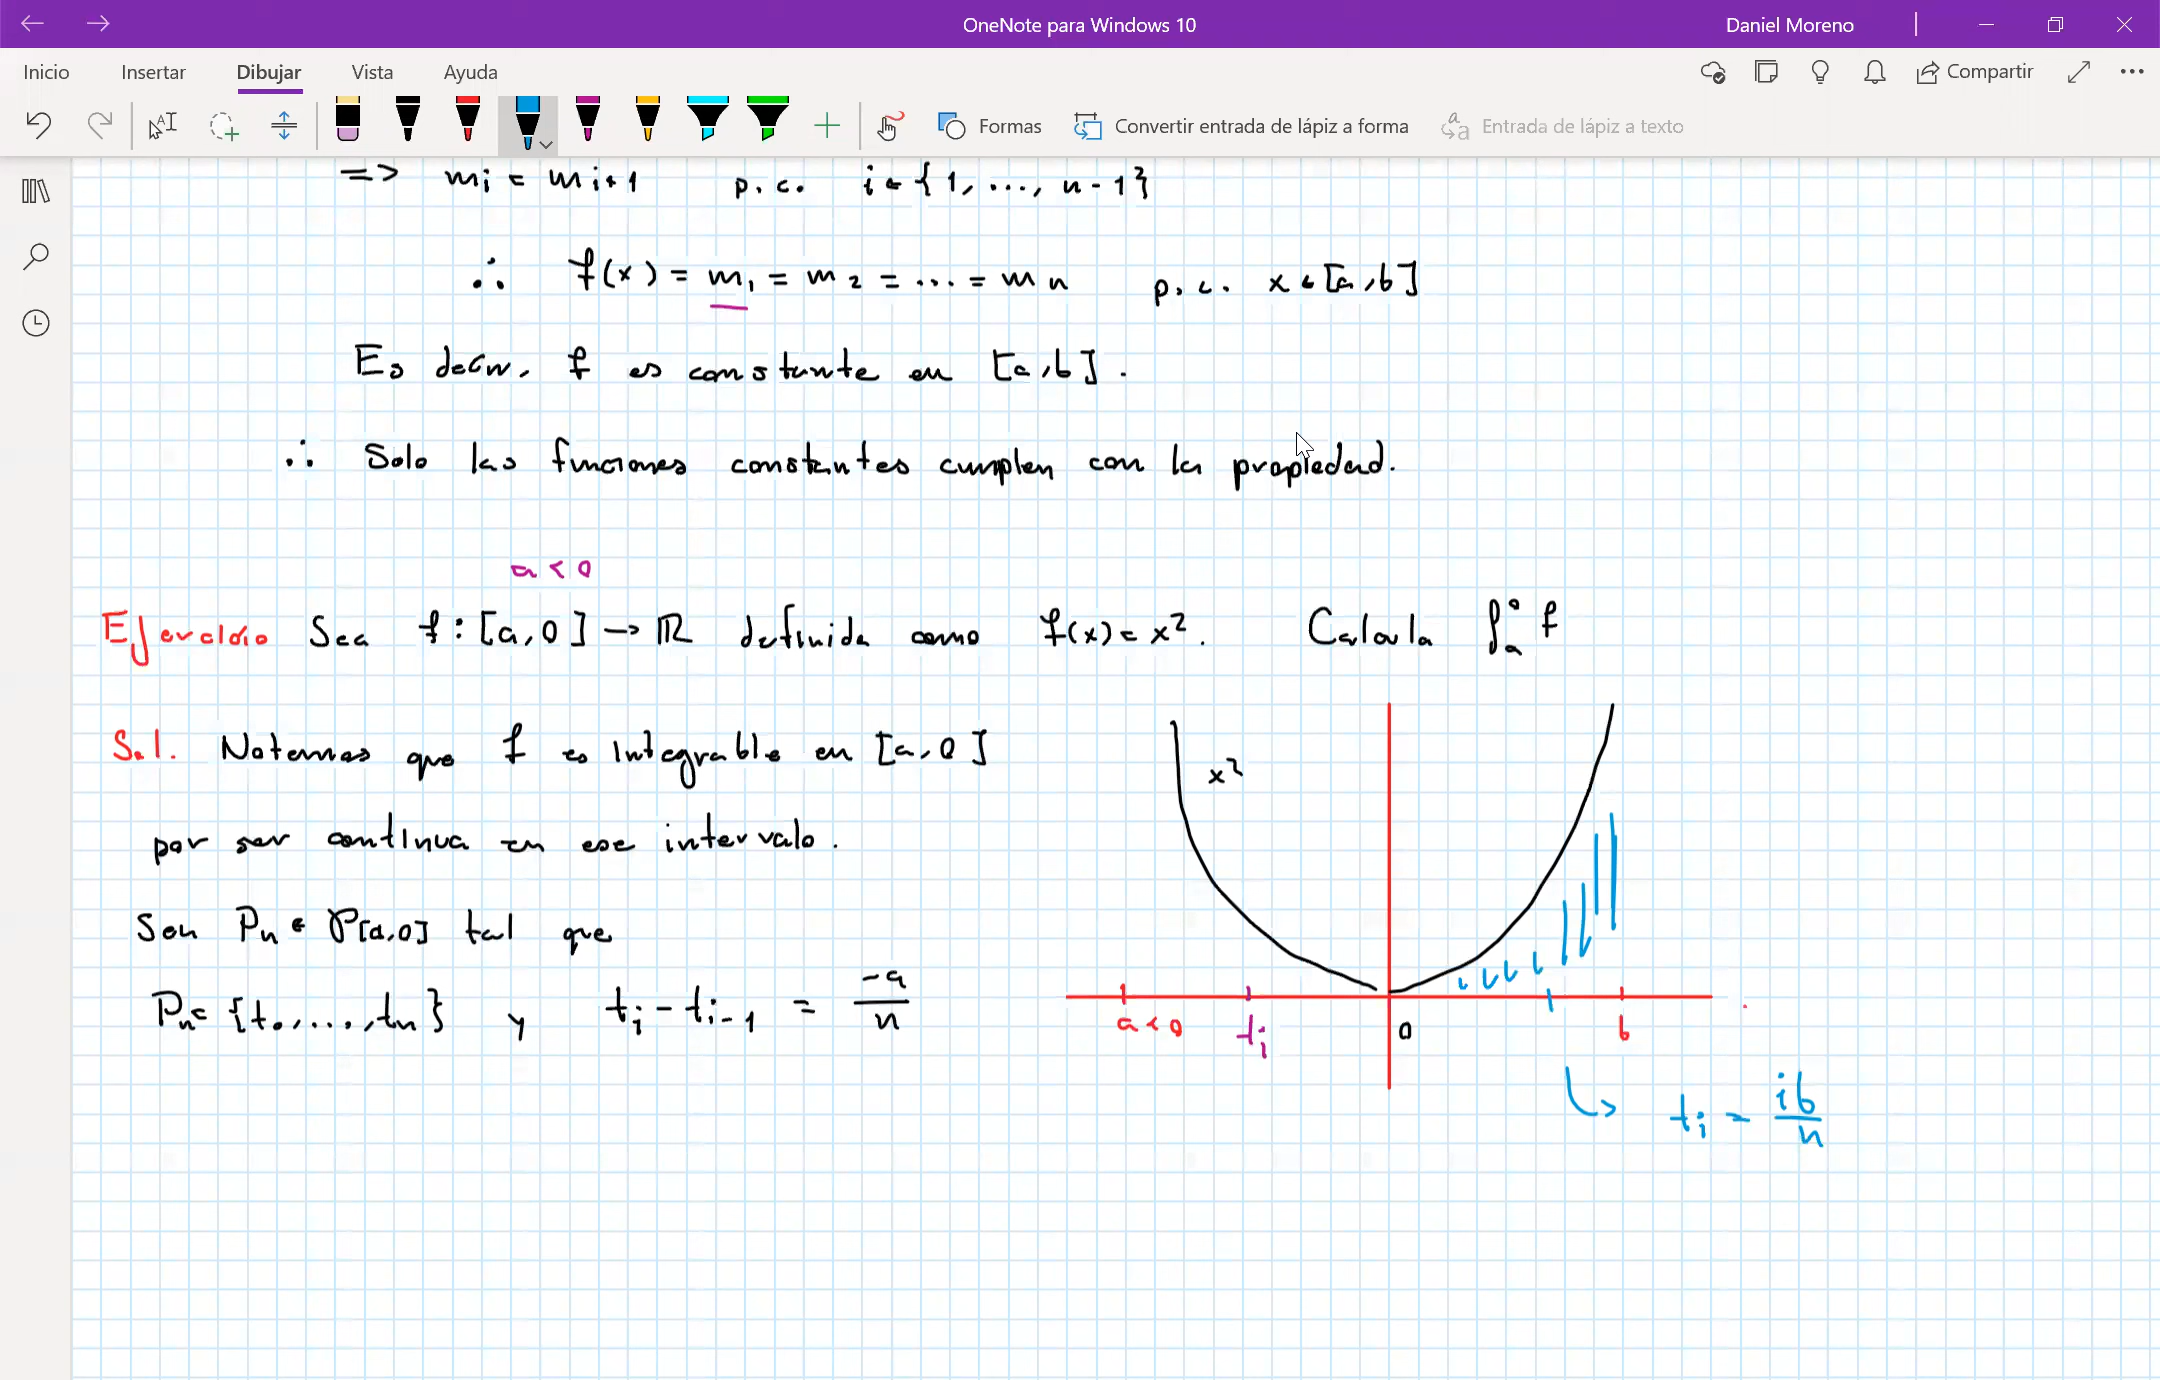 OneNote para Windows 10
Daniel Moreno
Inicio Insertar Dibujar Vista Ayuda
Compartir
Formas Convertir entrada de lápiz a forma Entrada de lápiz a texto
=> mi = mi+1 p.c. i ∈ {1, ..., n-1}
∴ f(x) = m1 = m2 = ... = mn p.c. x ∈ [a,b]
Es decir, f es constante en [a,b].
∴ Solo las funciones constantes cumplen con la propiedad.
a < 0
Ejercicio Sea f: [a,0] → ℝ definida como f(x) = x². Calcula ∫ₐ⁰ f
Sol. Notemos que f es integrable en [a,0]
por ser continua en ese intervalo.
Sea Pn ∈ P[a,0] tal que
Pn = {t0, ..., tn} y ti - ti-1 = -a/n
x²
a < 0 ti 0 b
↳ ti = ib/n